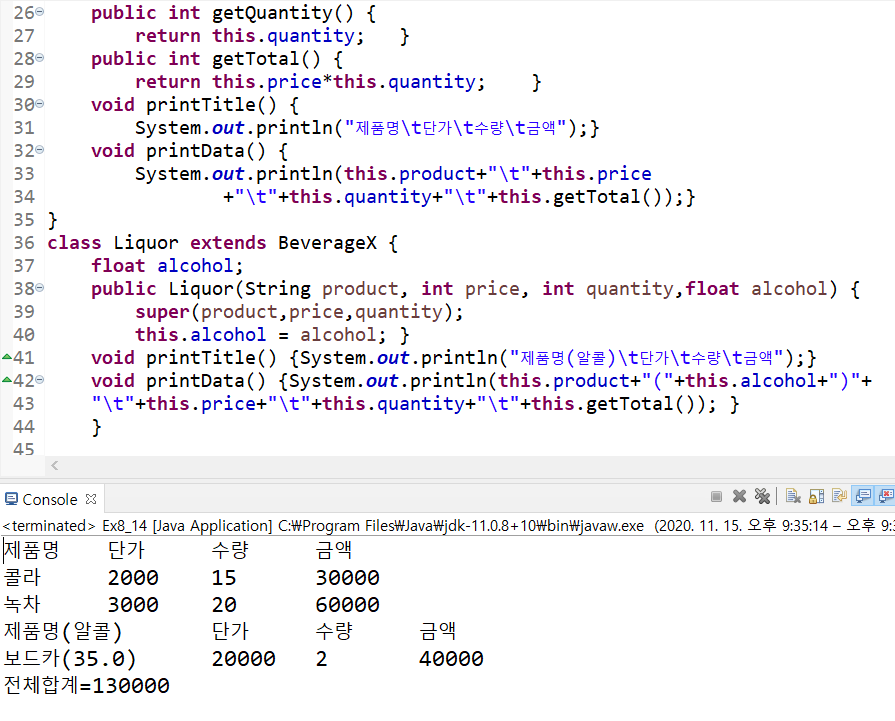 26 public int getQuantity() {
27 return this.quantity; }
28 public int getTotal() {
29 return this.price*this.quantity; }
30 void printTitle() {
31 System.out.println("제품명\t단가\t수량\t금액");}
32 void printData() {
33 System.out.println(this.product+"\t"+this.price
34 +"\t"+this.quantity+"\t"+this.getTotal());}
35 }
36 class Liquor extends BeverageX {
37 float alcohol;
38 public Liquor(String product, int price, int quantity,float alcohol) {
39 super(product,price,quantity);
40 this.alcohol = alcohol; }
41 void printTitle() {System.out.println("제품명(알콜)\t단가\t수량\t금액");}
42 void printData() {System.out.println(this.product+"("+this.alcohol+")"+
43 "\t"+this.price+"\t"+this.quantity+"\t"+this.getTotal()); }
44 }
45
Console
<terminated> Ex8_14 [Java Application] C:₩Program Files₩Java₩jdk-11.0.8+10₩bin₩javaw.exe (2020. 11. 15. 오후 9:35:14 – 오후 9:3
제품명 단가 수량 금액
콜라 2000 15 30000
녹차 3000 20 60000
제품명(알콜) 단가 수량 금액
보드카(35.0) 20000 2 40000
전체합계=130000